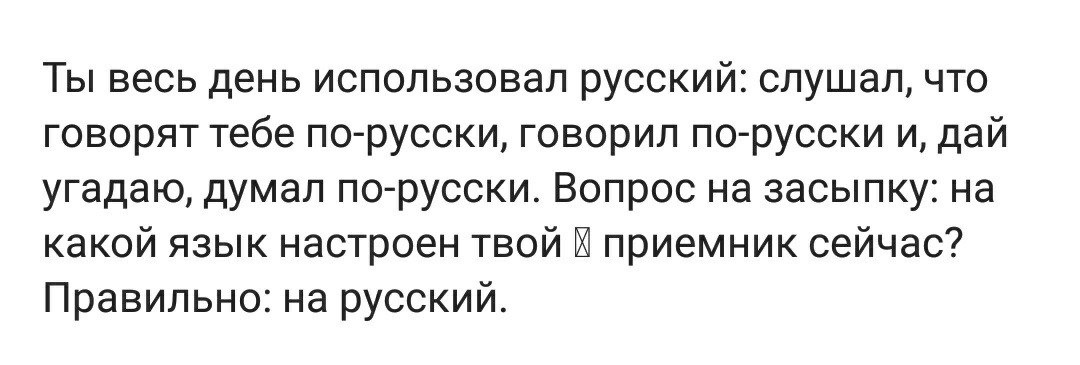 Ты весь день использовал русский: слушал, что
говорят тебе по-русски, говорил по-русски и, дай
угадаю, думал по-русски. Вопрос на засыпку: на
какой язык настроен твой приемник сейчас?
Правильно: на русский.